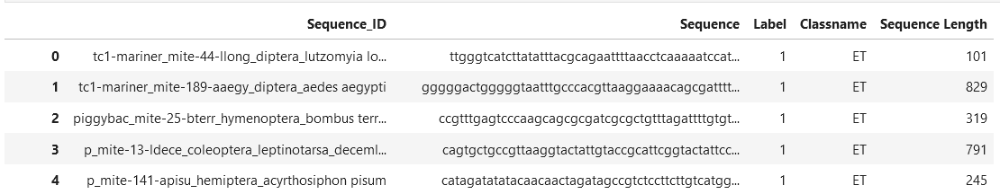 Sequence_ID Sequence Label Classname Sequence Length
0 tc1-mariner_mite-44-llong_diptera_lutzomyia lo... ttgggtcatcttatatttacgcagaattttaacctcaaaaatccat... 1 ET 101
1 tc1-mariner_mite-189-aaegy_diptera_aedes aegypti gggggactgggggtaatttgcccacgttaaggaaaacagcgatttt... 1 ET 829
2 piggybac_mite-25-bterr_hymenoptera_bombus terr... ccgtttgagtcccaagcagcgcgatcgcgctgtttagattttgtgt... 1 ET 319
3 p_mite-13-ldece_coleoptera_leptinotarsa_deceml... cagtgctgccgttaaggtactattgtaccgcattcggtactattcc... 1 ET 791
4 p_mite-141-apisu_hemiptera_acyrthosiphon pisum catagatatatacaacaactagatagccgtctccttcttgtcatgg... 1 ET 245